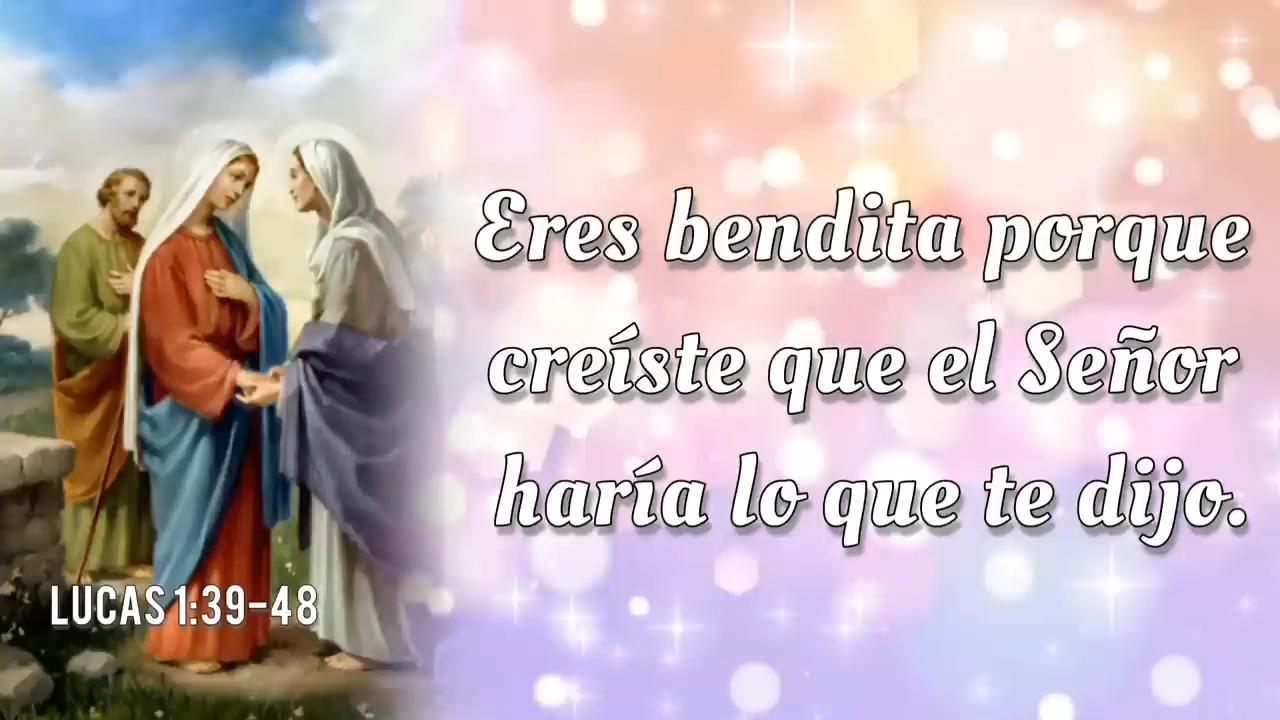 Eres bendita porque
creíste que el Señor
haría lo que te dijo.
LUCAS 1:39-48